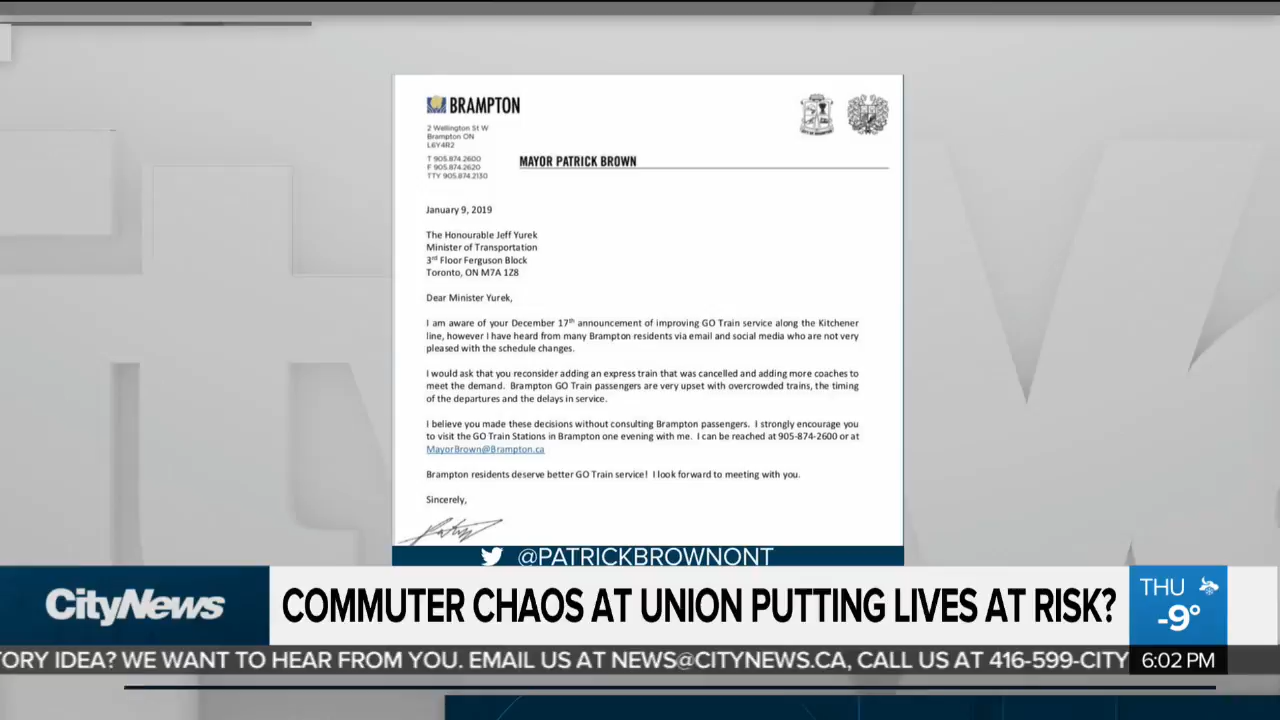 BRAMPTON
2 Wellington St W
Brampton ON
L6Y4R2
T 905.874.2600
F 905.874.2620
TTY 905.874.2130
MAYOR PATRICK BROWN
January 9, 2019
The Honourable Jeff Yurek
Minister of Transportation
3rd Floor Ferguson Block
Toronto, ON M7A 1Z8
Dear Minister Yurek,
I am aware of your December 17th announcement of improving GO Train service along the Kitchener
line, however I have heard from many Brampton residents via email and social media who are not very
pleased with the schedule changes.
I would ask that you reconsider adding an express train that was cancelled and adding more coaches to
meet the demand. Brampton GO Train passengers are very upset with overcrowded trains, the timing
of the departures and the delays in service.
I believe you made these decisions without consulting Brampton passengers. I strongly encourage you
to visit the GO Train Stations in Brampton one evening with me. I can be reached at 905-874-2600 or at
MayorBrown@Brampton.ca
Brampton residents deserve better GO Train service! I look forward to meeting with you.
Sincerely,
@PATRICKBROWNONT
CityNews
COMMUTER CHAOS AT UNION PUTTING LIVES AT RISK?
THU
-9°
TORY IDEA? WE WANT TO HEAR FROM YOU. EMAIL US AT NEWS@CITYNEWS.CA, CALL US AT 416-599-CITY
6:02 PM